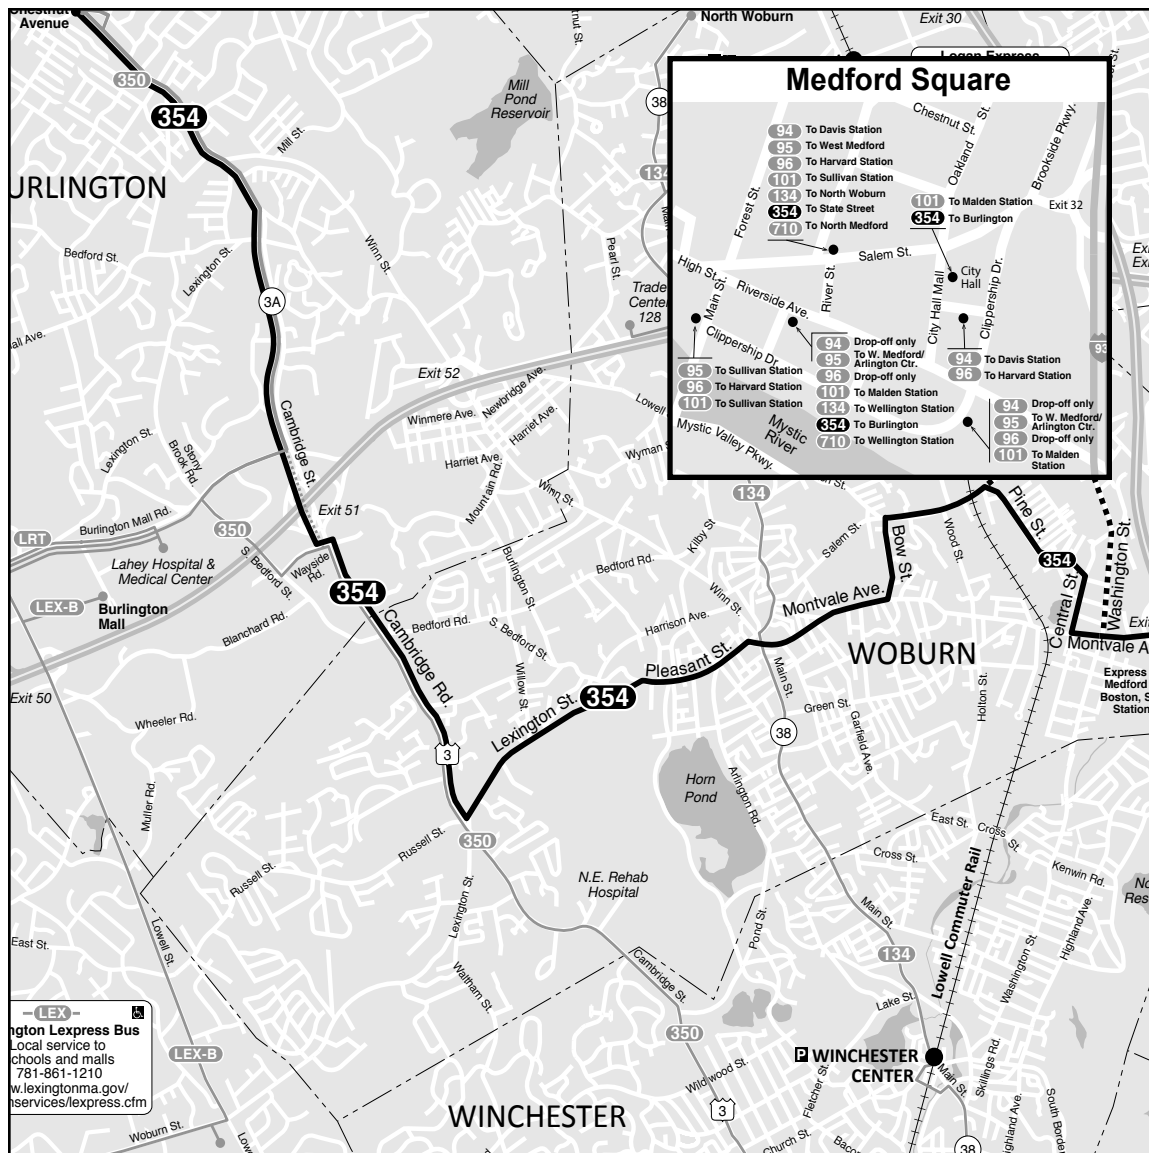 Chestnut
Avenue
North Woburn
Exit 30
Logan Express
350
354
Mill
Pond
Reservoir
38
Mill St.
URLINGTON
134
Medford Square
Chestnut St.
Oakland St.
Brookside Pkwy.
94 To Davis Station
95 To West Medford
96 To Harvard Station
101 To Sullivan Station
134 To North Woburn
354 To State Street
710 To North Medford
101 To Malden Station
354 To Burlington
Exit 32
Forest St.
Salem St.
High St.
Main St.
Riverside Ave.
River St.
City Hall Mall
City
Hall
Clippership Dr.
Clippership Dr.
93
94 Drop-off only
95 To W. Medford/
Arlington Ctr.
96 Drop-off only
101 To Malden Station
134 To Wellington Station
354 To Burlington
710 To Wellington Station
95 To Sullivan Station
96 To Harvard Station
101 To Sullivan Station
94 To Davis Station
96 To Harvard Station
94 Drop-off only
95 To W. Medford/
Arlington Ctr.
96 Drop-off only
101 To Malden
Station
Mystic
River
Mystic Valley Pkwy.
Bedford St.
Lexington St.
Winn St.
Pearl St.
3A
Trade
Center
128
Exit 52
Winmere Ave.
Newbridge Ave.
Harriet Ave.
Harriet Ave.
Mountain Rd.
Lowell
Wyman S
Winn St.
Cambridge St.
Lexington St.
Stony
Brook Rd.
Burlington Mall Rd.
350
Exit 51
LRT
Lahey Hospital &
Medical Center
S. Bedford St.
Wayside
Rd.
LEX-B
Burlington
Mall
Blanchard Rd.
354
Burlington St.
Bedford Rd.
Kilby St
134
Salem St.
Bow St.
Wood St.
Pine St.
354
Washington St.
Central St.
Montvale Ave.
Winn St.
Harrison Ave.
Bedford Rd.
S. Bedford St.
Cambridge Rd.
Willow St.
Pleasant St.
WOBURN
Montvale A
Exit
Express
Medford
Boston, S
Station
Exit 50
Wheeler Rd.
Lexington St.
354
Main St.
Green St.
Garfield Ave.
Holton St.
38
3
Muller Rd.
Horn
Pond
Arlington Rd
Russell St.
350
Russell St.
Lexington St.
N.E. Rehab
Hospital
East St.
Cross St.
Cross St.
Kenwin Rd.
No
Res
Main St.
Pond St.
Lowell Commuter Rail
Highland Ave.
Washington St.
134
East St.
Lowell St.
Waltham St.
Cambridge St.
Lake St.
LEX
ngton Lexpress Bus
Local service to
chools and malls
781-861-1210
w.lexingtonma.gov/
nservices/lexpress.cfm
LEX-B
350
P WINCHESTER
CENTER
Wildwood St.
Main St.
Skillings Rd.
Fletcher St.
3
WINCHESTER
Woburn St.
Church St.
38
South Border